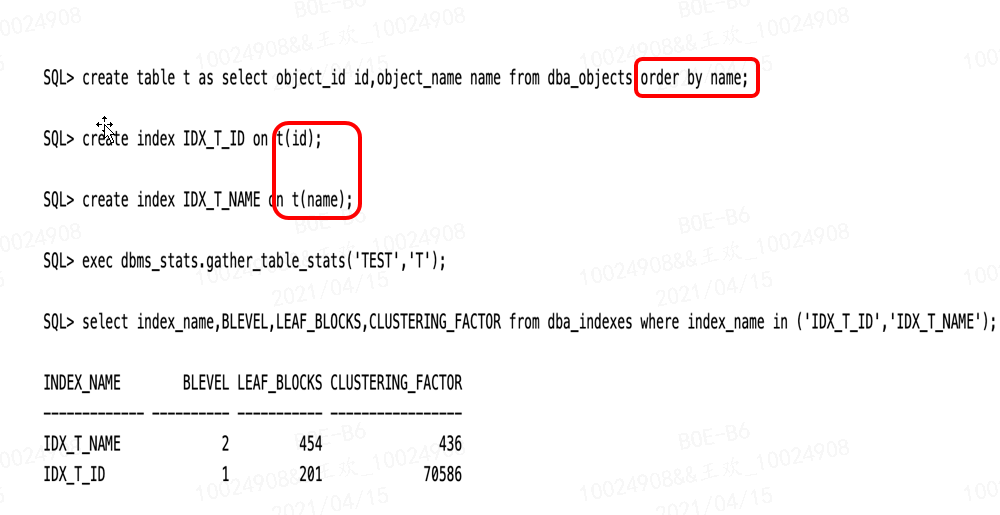 SQL> create table t as select object_id id,object_name name from dba_objects order by name;
SQL> create index IDX_T_ID on t(id);
SQL> create index IDX_T_NAME on t(name);
SQL> exec dbms_stats.gather_table_stats('TEST','T');
SQL> select index_name,BLEVEL,LEAF_BLOCKS,CLUSTERING_FACTOR from dba_indexes where index_name in ('IDX_T_ID','IDX_T_NAME');
INDEX_NAME BLEVEL LEAF_BLOCKS CLUSTERING_FACTOR
------------- ---------- ----------- -----------------
IDX_T_NAME 2 454 436
IDX_T_ID 1 201 70586
BOE-B6
10024908&&王欢_10024908
2021/04/15